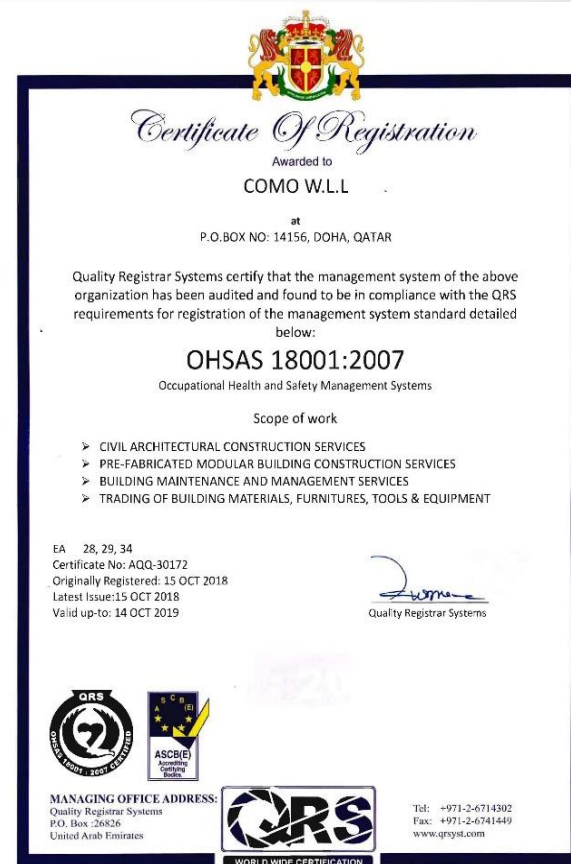 Certificate Of Registration
Awarded to
COMO W.L.L
at
P.O.BOX NO: 14156, DOHA, QATAR
Quality Registrar Systems certify that the management system of the above
organization has been audited and found to be in compliance with the QRS
requirements for registration of the management system standard detailed
below:
OHSAS 18001:2007
Occupational Health and Safety Management Systems
Scope of work
➢ CIVIL ARCHITECTURAL CONSTRUCTION SERVICES
➢ PRE-FABRICATED MODULAR BUILDING CONSTRUCTION SERVICES
➢ BUILDING MAINTENANCE AND MANAGEMENT SERVICES
➢ TRADING OF BUILDING MATERIALS, FURNITURES, TOOLS & EQUIPMENT
EA 28, 29, 34
Certificate No: AQQ-30172
Originally Registered: 15 OCT 2018
Latest Issue:15 OCT 2018
Valid up-to: 14 OCT 2019
Quality Registrar Systems
QRS
OHSAS 18001 : 2007 CERTIFIED
A S C B (E)
ASCB(E)
Accrediting
Certifying
Bodies.
MANAGING OFFICE ADDRESS:
Quality Registrar Systems
P.O. Box :26826
United Arab Emirates
QRS
WORLD WIDE CERTIFICATION
Tel: +971-2-6714302
Fax: +971-2-6741449
www.qrsyst.com